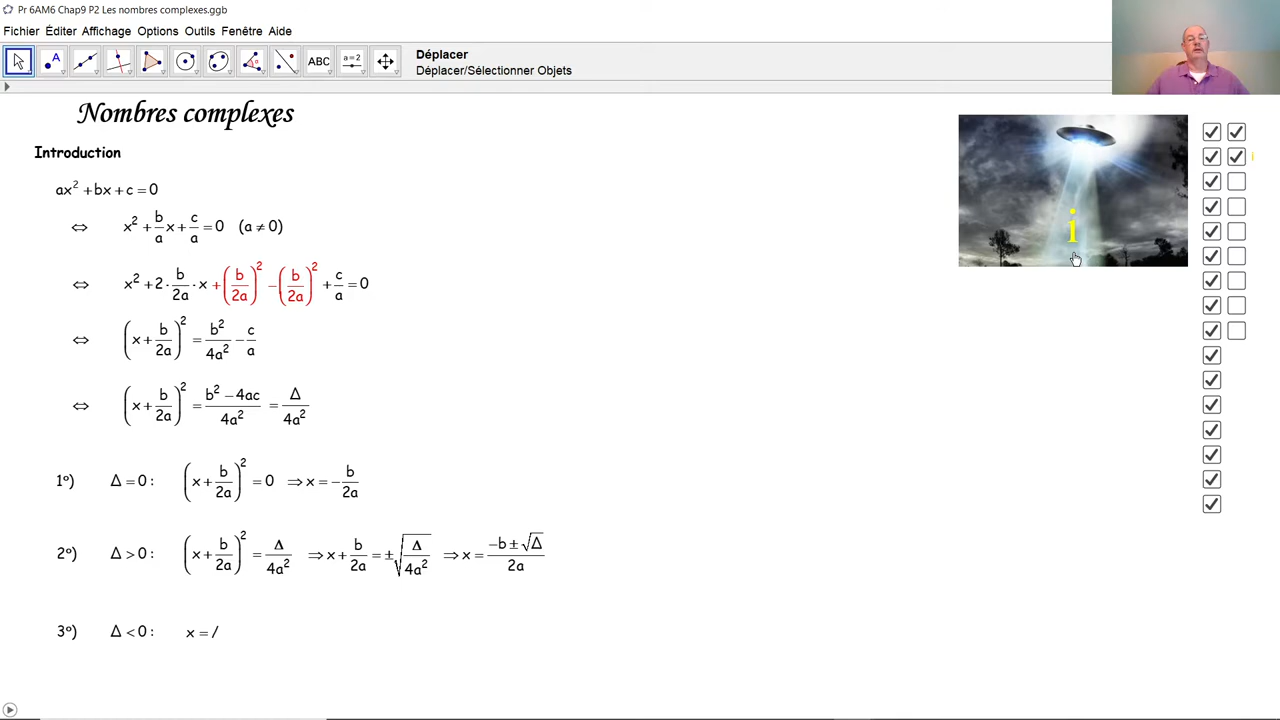 Pr 6AM6 Chap9 P2 Les nombres complexes.ggb
Fichier Éditer Affichage Options Outils Fenêtre Aide
A ABC a=2 Déplacer
Déplacer/Sélectionner Objets
Nombres complexes
Introduction
ax² + bx + c = 0
⇔ x² + b/a x + c/a = 0 (a ≠ 0)
⇔ x² + 2 · b/2a · x + (b/2a)² − (b/2a)² + c/a = 0
⇔ (x + b/2a)² = b²/4a² − c/a
⇔ (x + b/2a)² = b² − 4ac/4a² = Δ/4a²
1°) Δ = 0 : (x + b/2a)² = 0 ⇒ x = − b/2a
2°) Δ > 0 : (x + b/2a)² = Δ/4a² ⇒ x + b/2a = ± √(Δ/4a²) ⇒ x = −b ± √Δ/2a
3°) Δ < 0 : x = /
i